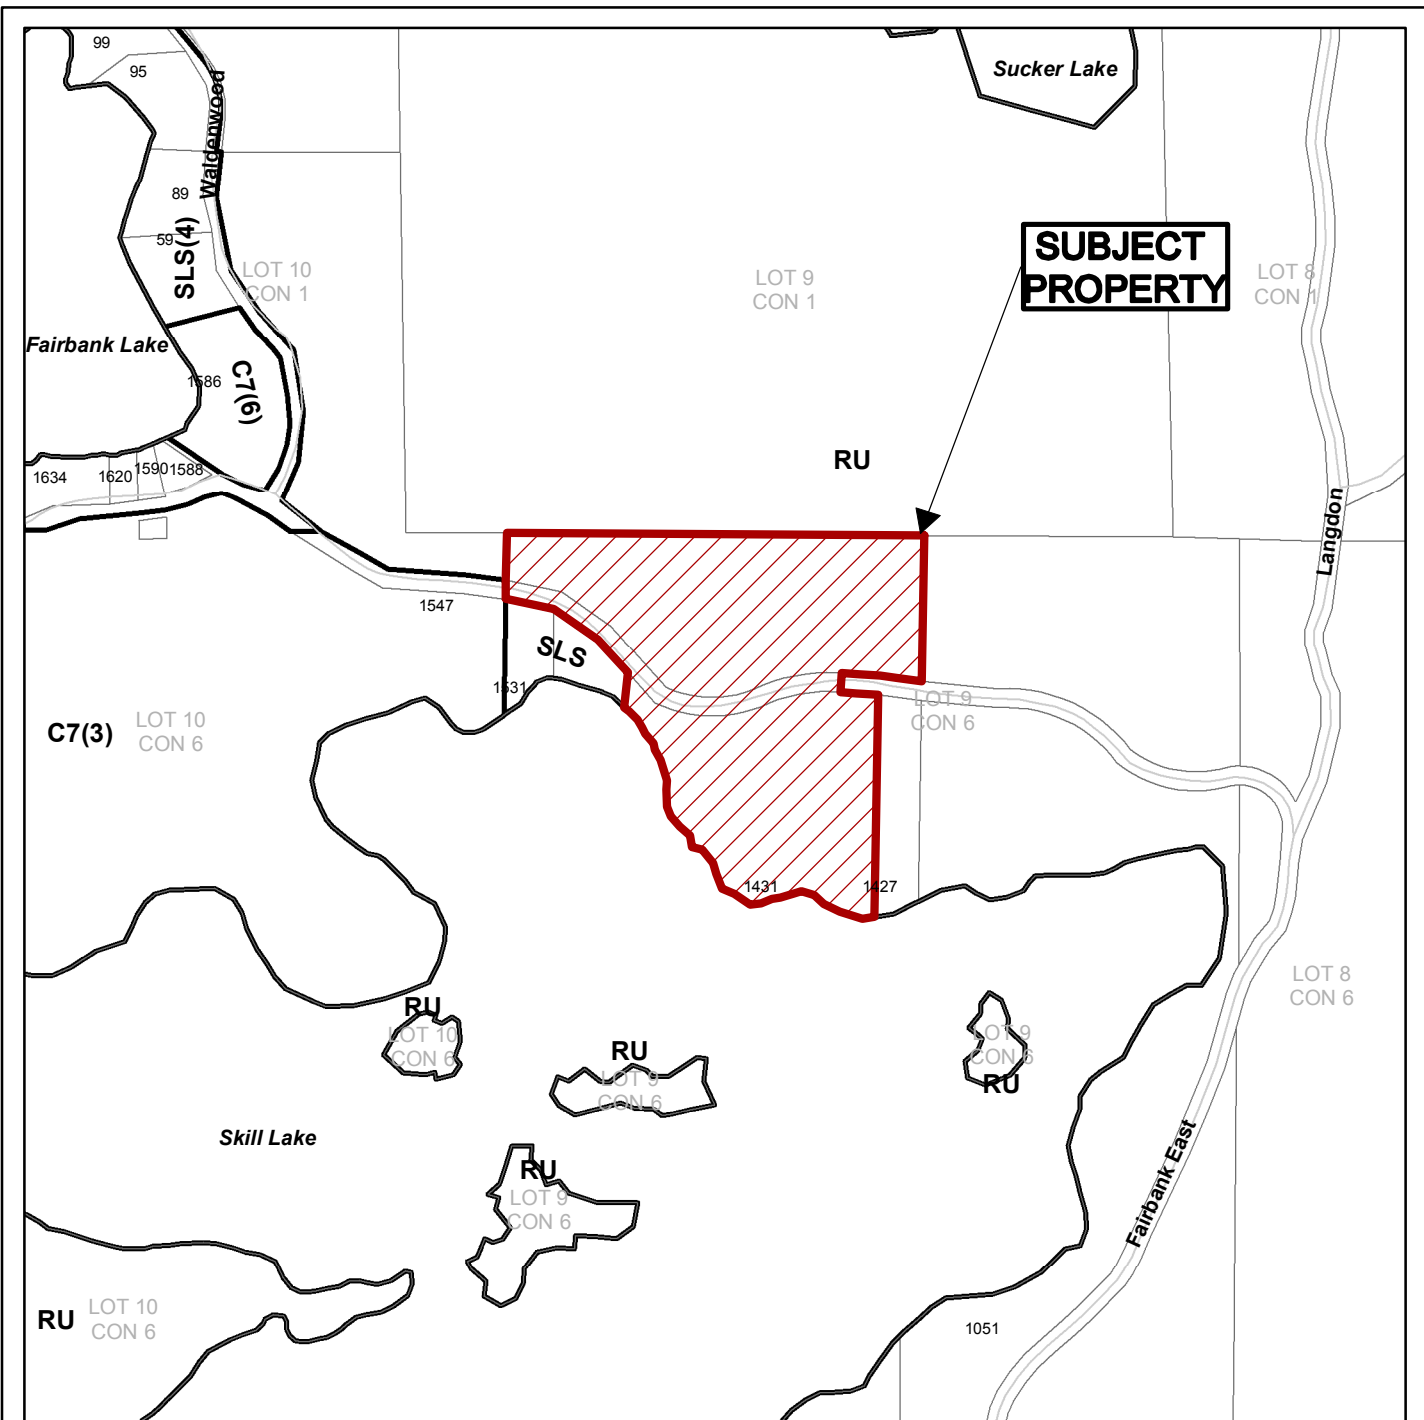 99
Sucker Lake
95
Waldenwood
89
SLS(4)
59
LOT 10
CON 1
LOT 9
CON 1
SUBJECT
PROPERTY
LOT 8
CON 1
Fairbank Lake
1586
C7(6)
RU
1634
1620
1590
1588
Langdon
1547
SLS
1531
C7(3)
LOT 10
CON 6
LOT 9
CON 6
1431
1427
LOT 8
CON 6
RU
LOT 10
CON 6
RU
LOT 9
CON 6
LOT 9
CON 6
RU
Skill Lake
RU
LOT 9
CON 6
Fairbank East
RU
LOT 10
CON 6
1051